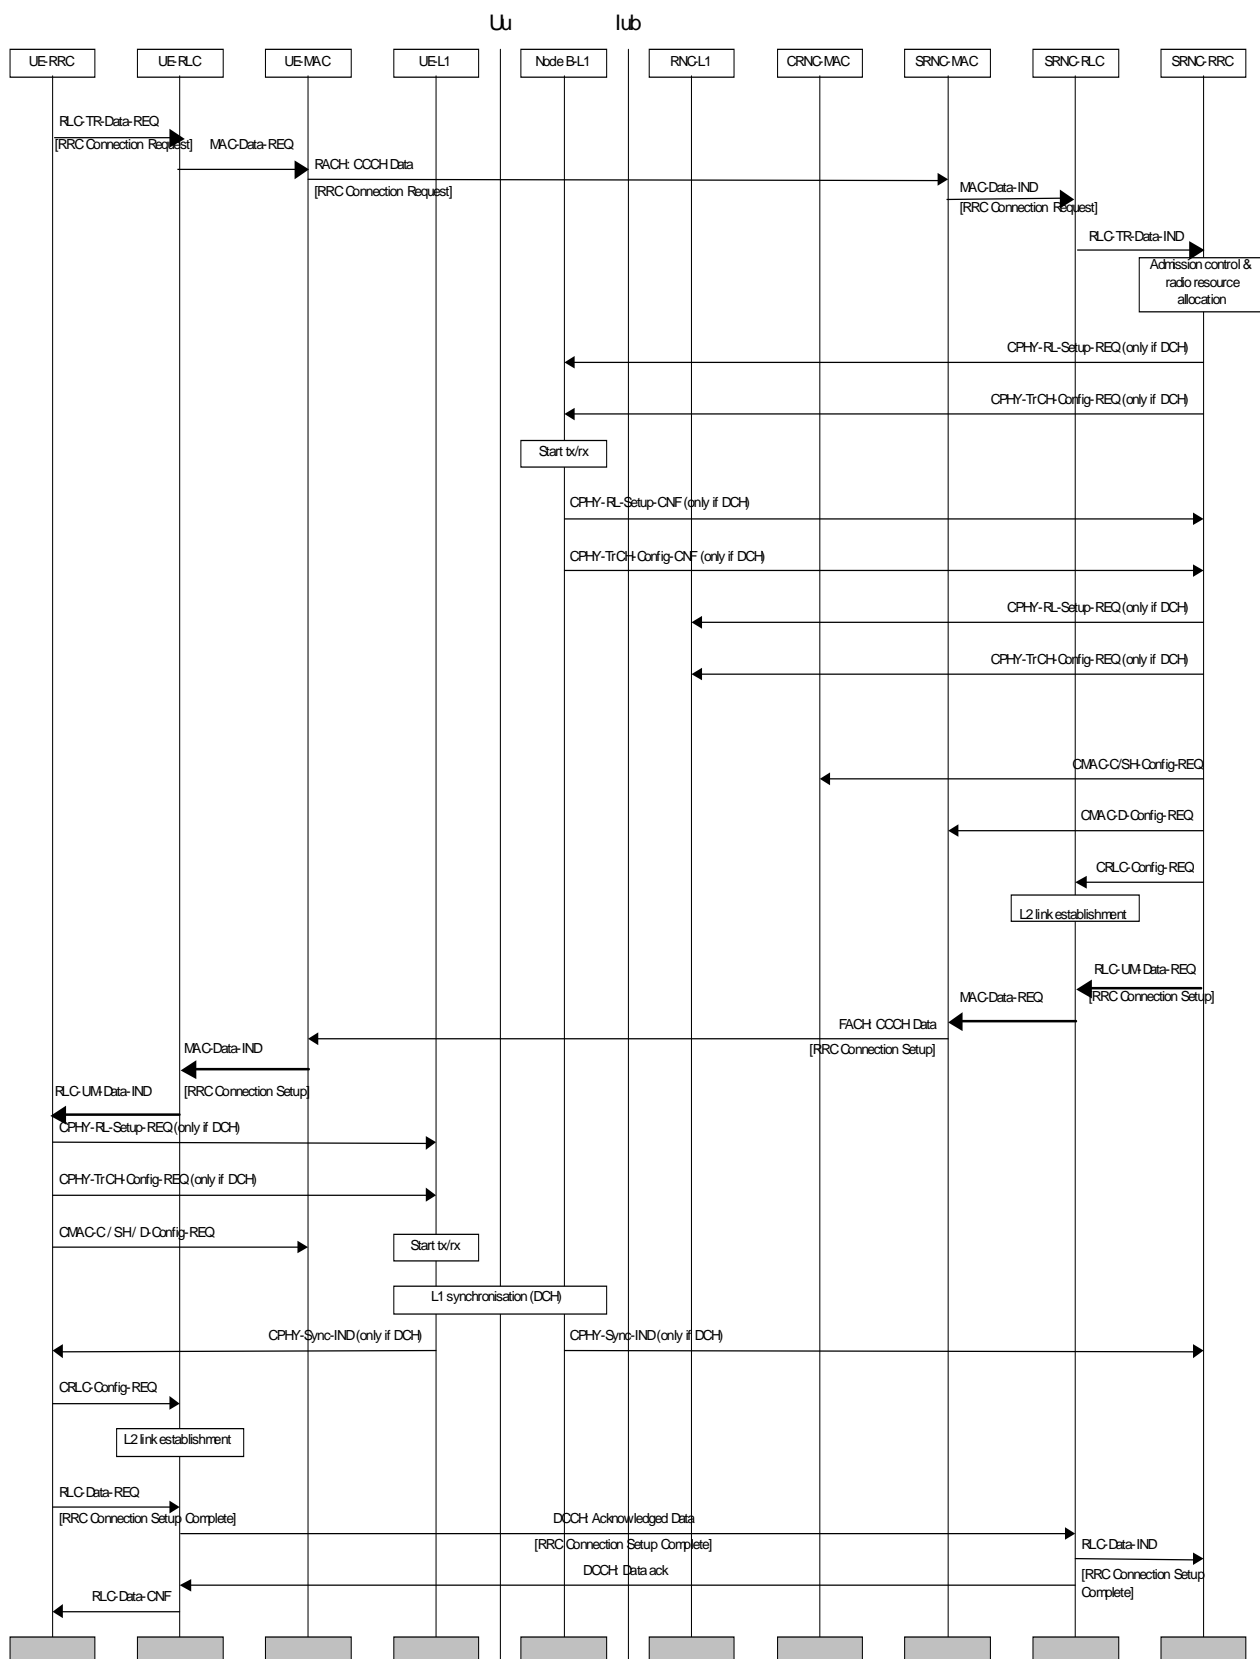 Uu
Iub
UE-RRC
UE-RLC
UE-MAC
UE-L1
Node B-L1
RNC-L1
CRNC-MAC
SRNC-MAC
SRNC-RLC
SRNC-RRC
RLC-TR-Data-REQ
[RRC Connection Request]
MAC-Data-REQ
RACH: CCCH Data
[RRC Connection Request]
MAC-Data-IND
[RRC Connection Request]
RLC-TR-Data-IND
Admission control &
radio resource
allocation
CPHY-RL-Setup-REQ (only if DCH)
CPHY-TrCH-Config-REQ (only if DCH)
Start tx/rx
CPHY-RL-Setup-CNF (only if DCH)
CPHY-TrCH-Config-CNF (only if DCH)
CPHY-RL-Setup-REQ (only if DCH)
CPHY-TrCH-Config-REQ (only if DCH)
CMAC-C/SH-Config-REQ
CMAC-D-Config-REQ
CRLC-Config-REQ
L2 link establishment
RLC-UM-Data-REQ
[RRC Connection Setup]
MAC-Data-REQ
FACH: CCCH Data
[RRC Connection Setup]
MAC-Data-IND
[RRC Connection Setup]
RLC-UM-Data-IND
CPHY-RL-Setup-REQ (only if DCH)
CPHY-TrCH-Config-REQ (only if DCH)
CMAC-C / SH / D-Config-REQ
Start tx/rx
L1 synchronisation (DCH)
CPHY-Sync-IND (only if DCH)
CPHY-Sync-IND (only if DCH)
CRLC-Config-REQ
L2 link establishment
RLC-Data-REQ
[RRC Connection Setup Complete]
DCCH: Acknowledged Data
[RRC Connection Setup Complete]
RLC-Data-IND
[RRC Connection Setup
Complete]
DCCH: Data ack
RLC-Data-CNF